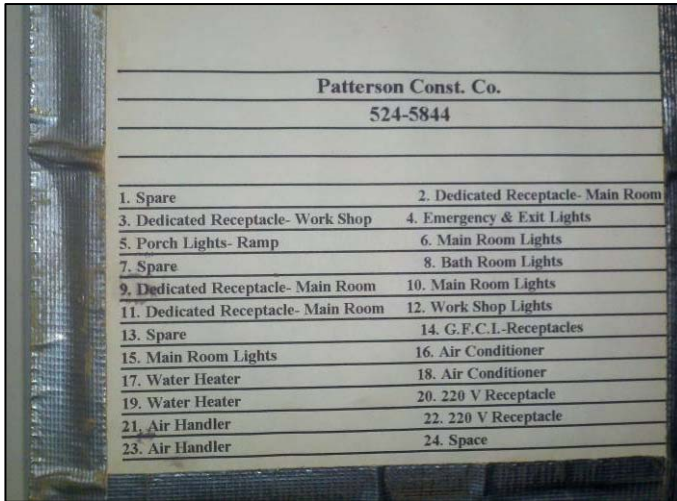 Patterson Const. Co.
524-5844
1. Spare 2. Dedicated Receptacle- Main Room
3. Dedicated Receptacle- Work Shop 4. Emergency & Exit Lights
5. Porch Lights- Ramp 6. Main Room Lights
7. Spare 8. Bath Room Lights
9. Dedicated Receptacle- Main Room 10. Main Room Lights
11. Dedicated Receptacle- Main Room 12. Work Shop Lights
13. Spare 14. G.F.C.I.-Receptacles
15. Main Room Lights 16. Air Conditioner
17. Water Heater 18. Air Conditioner
19. Water Heater 20. 220 V Receptacle
21. Air Handler 22. 220 V Receptacle
23. Air Handler 24. Space